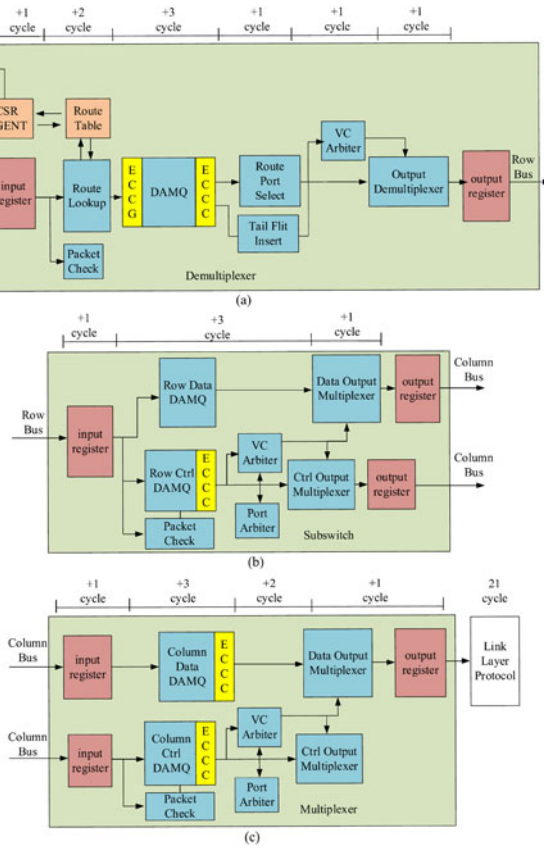 +1 +2 +3 +1 +1 +1
cycle cycle cycle cycle cycle cycle
CSR
Route
Table
VC
Arbiter
input
register
Route
Lookup
E
C
C
G
DAMQ
E
C
C
C
Route
Port
Select
Output
Demultiplexer
output
register
Row
Bus
Packet
Check
Tail Flit
Insert
Demultiplexer
(a)
+1 +3 +1
cycle cycle cycle
Row
Bus
input
register
Row Data
DAMQ
Data Output
Multiplexer
output
register
Column
Bus
Row Ctrl
DAMQ
E
C
C
C
VC
Arbiter
Ctrl Output
Multiplexer
output
register
Column
Bus
Packet
Check
Port
Arbiter
Subswitch
(b)
+1 +3 +2 +1 21
cycle cycle cycle cycle cycle
Column
Bus
input
register
Column
Data
DAMQ
E
C
C
C
Data Output
Multiplexer
output
register
Link
Layer
Protocol
Column
Bus
input
register
Column
Ctrl
DAMQ
E
C
C
C
VC
Arbiter
Ctrl Output
Multiplexer
Packet
Check
Port
Arbiter
Multiplexer
(c)